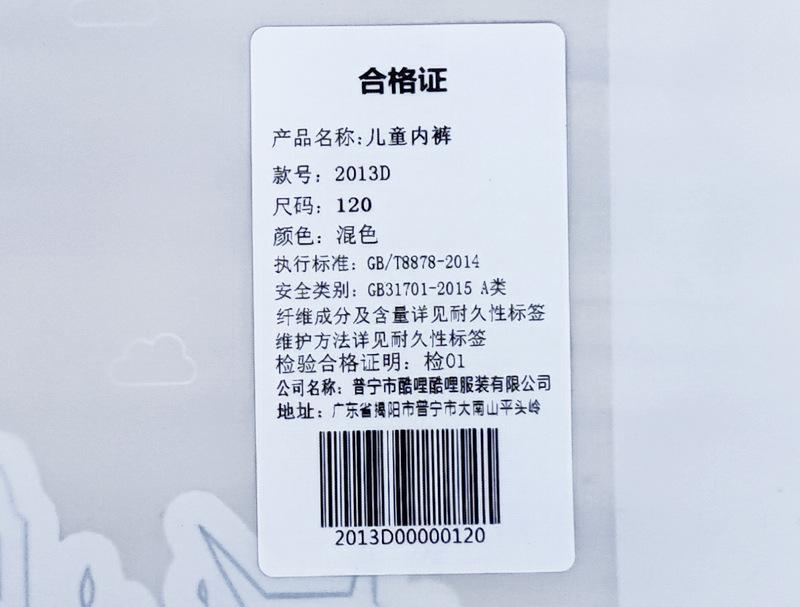 合格证
产品名称:儿童内裤
款号：2013D
尺码：120
颜色：混色
执行标准：GB/T8878-2014
安全类别：GB31701-2015 A类
纤维成分及含量详见耐久性标签
维护方法详见耐久性标签
检验合格证明：检01
公司名称：普宁市酷哩酷哩服装有限公司
地址：广东省揭阳市普宁市大南山平头岭
2013D00000120